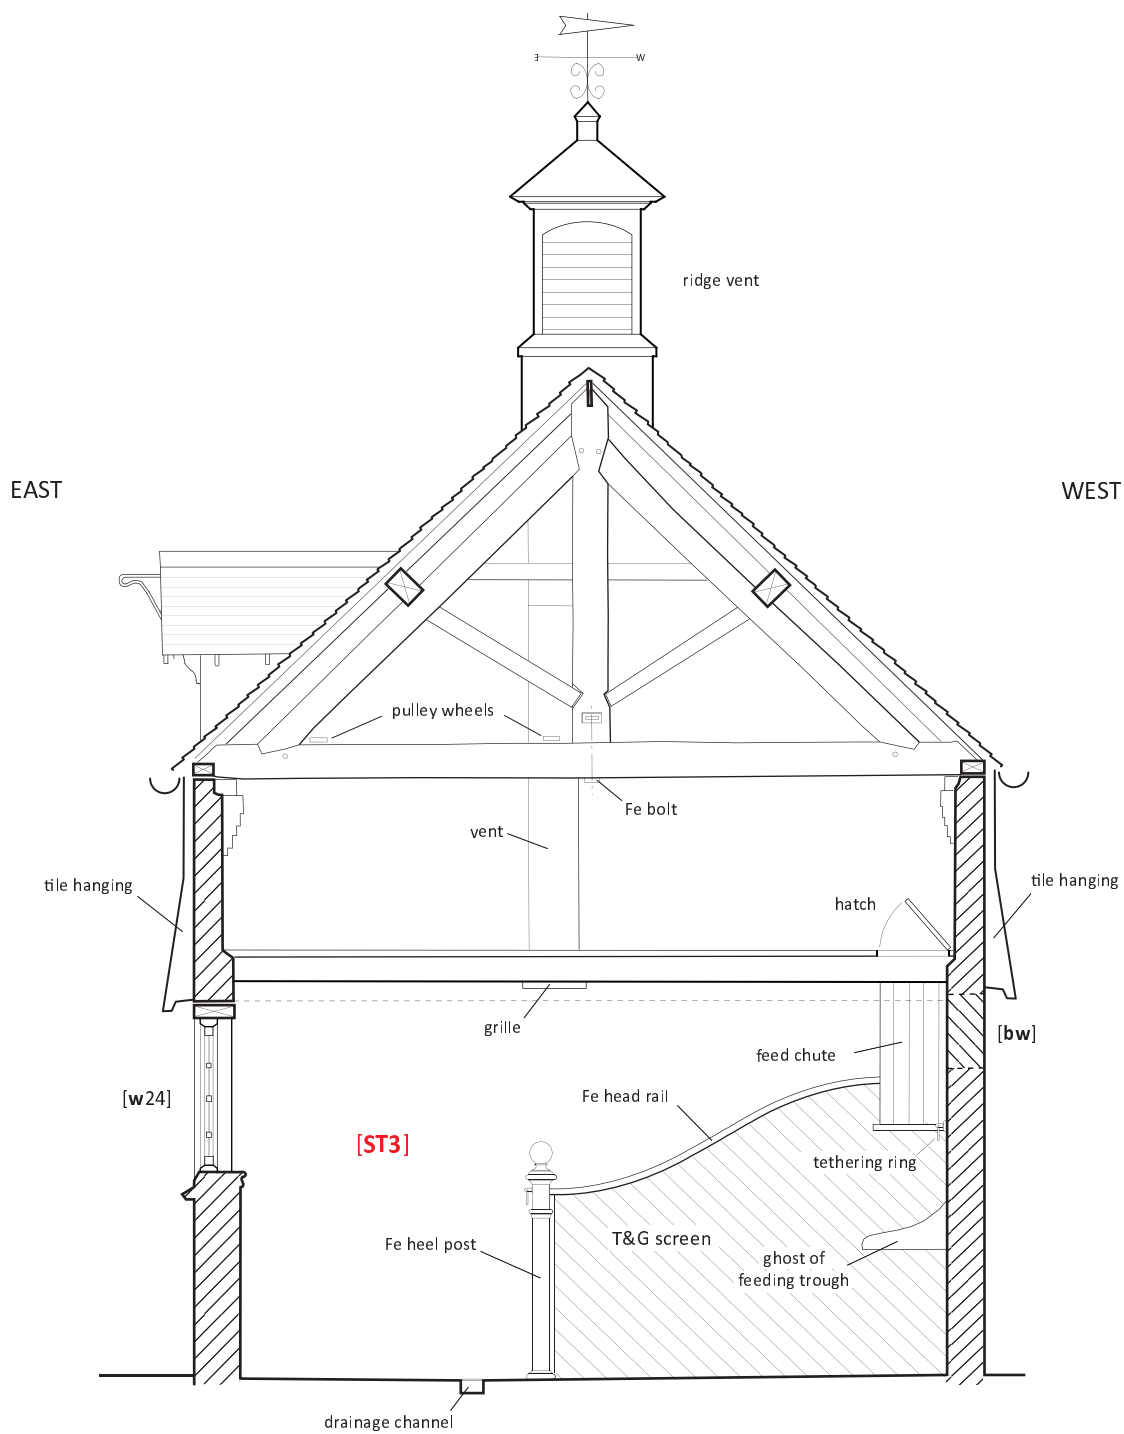 E W
ridge vent
EAST
WEST
pulley wheels
Fe bolt
vent
tile hanging
tile hanging
hatch
grille
[bw]
feed chute
Fe head rail
[w24]
[ST3]
tethering ring
T&G screen
Fe heel post
ghost of
feeding trough
drainage channel